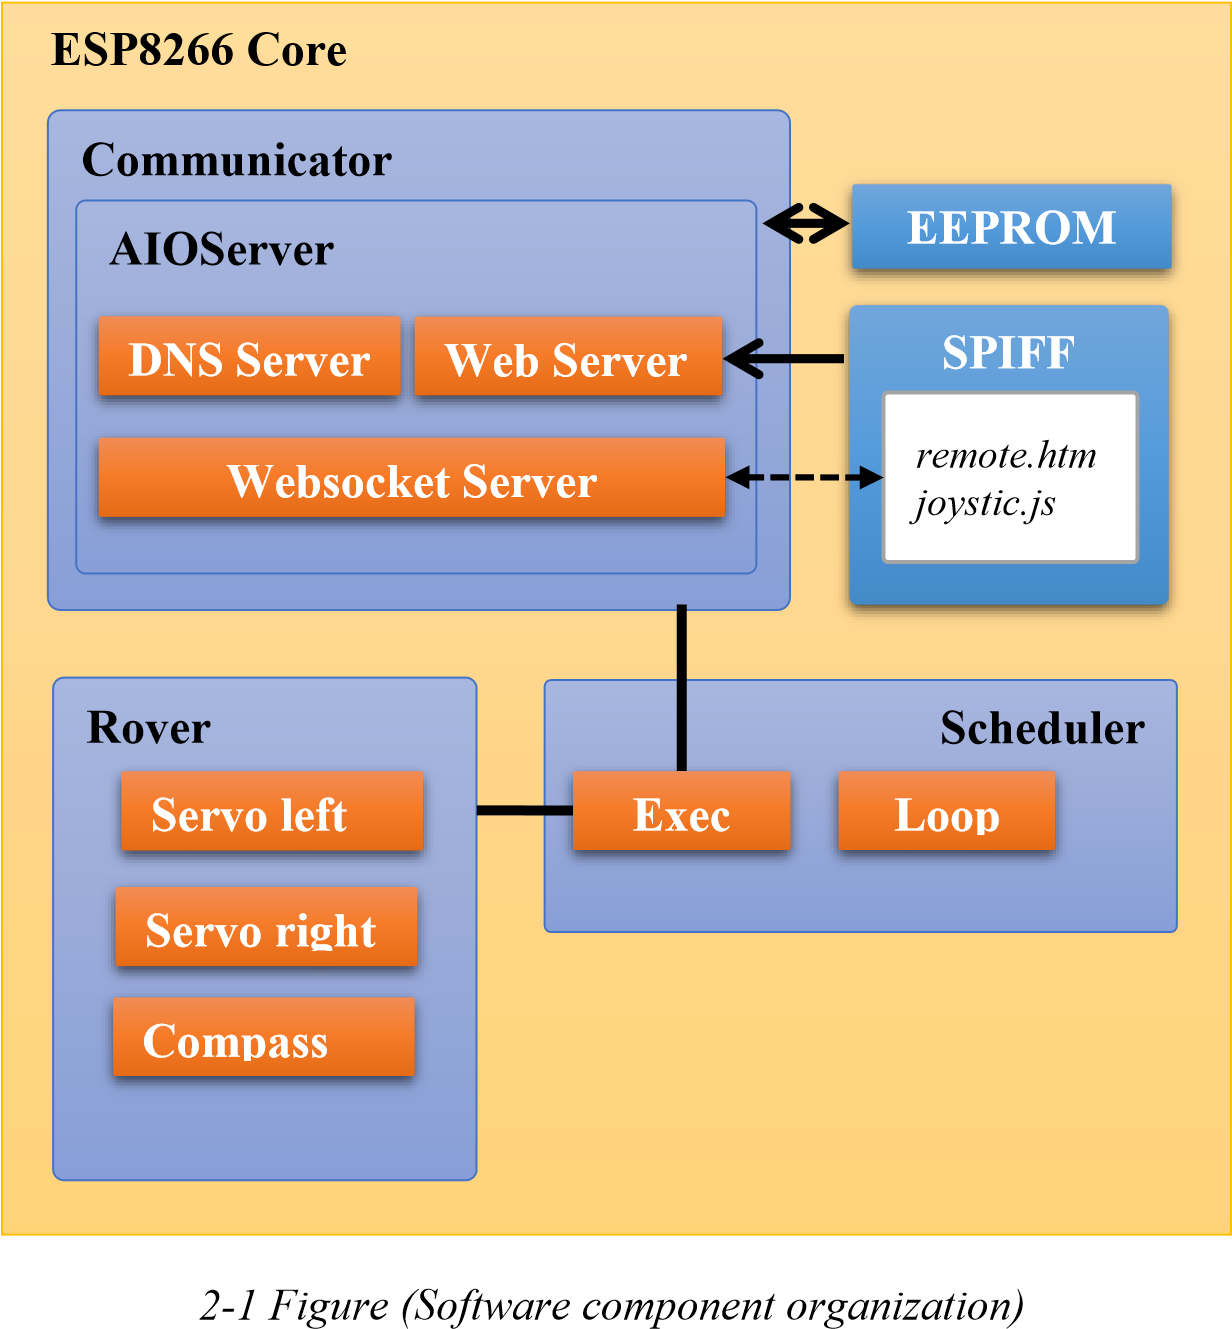 ESP8266 Core
Communicator
AIOServer
EEPROM
DNS Server
Web Server
SPIFF
Websocket Server
remote.htm
joystic.js
Rover
Scheduler
Servo left
Exec
Loop
Servo right
Compass
2-1 Figure (Software component organization)